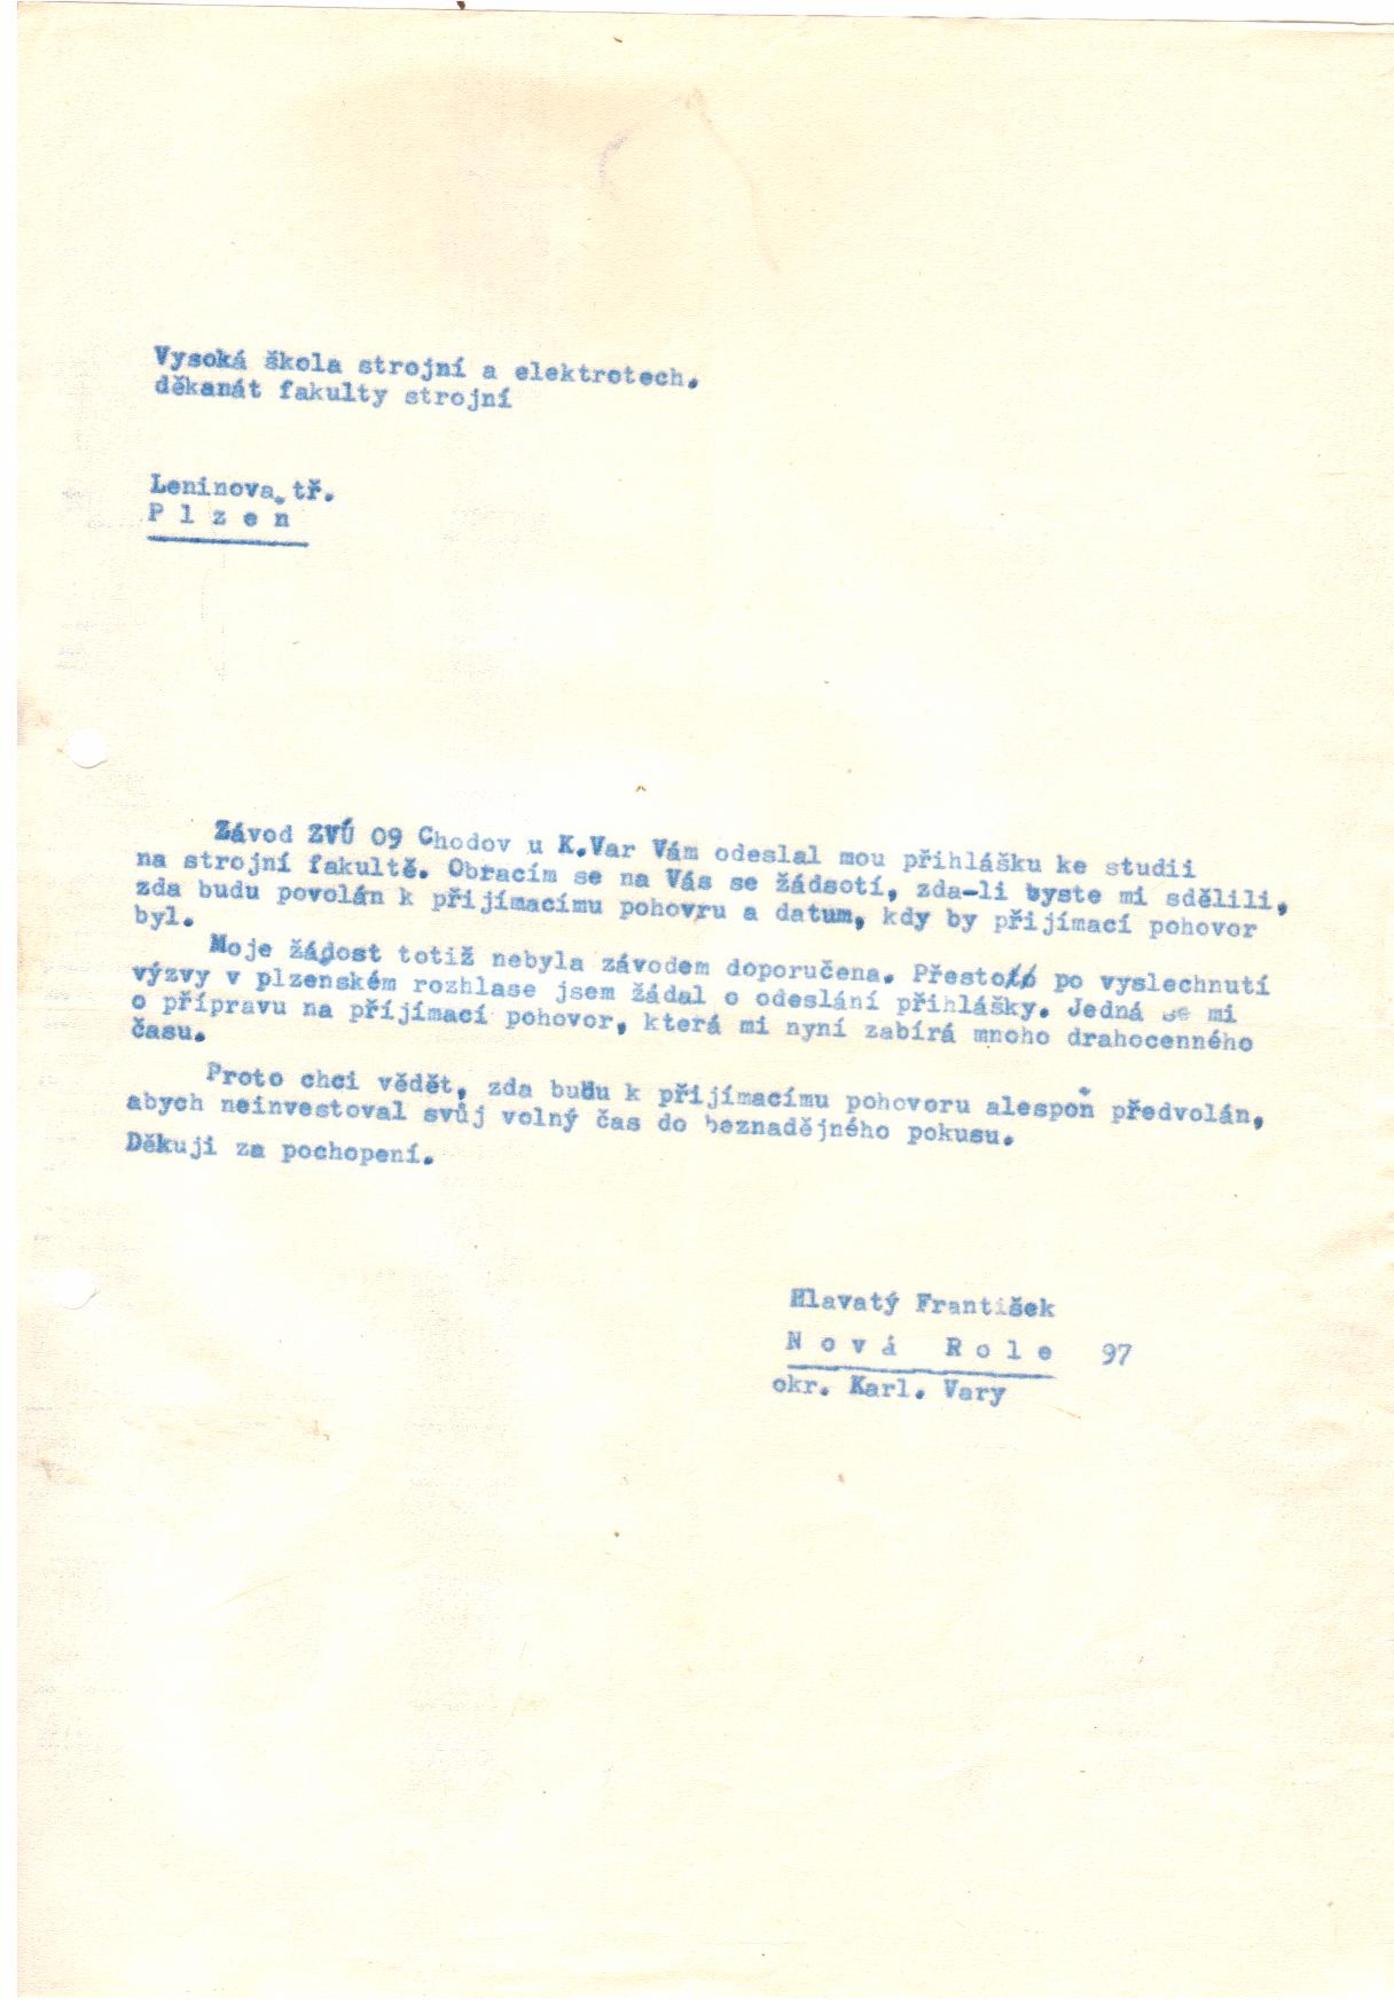 Vysoká škola strojní a elektrotech.
děkanát fakulty strojní
Leninova tř.
P l z e n
Závod ZVÚ 09 Chodov u K.Var Vám odeslal mou přihlášku ke studii
na strojní fakultě. Obracím se na Vás se žádsotí, zda-li byste mi sdělili,
zda budu povolán k přijímacímu pohovru a datum, kdy by přijímací pohovor
byl.
Moje žádost totiž nebyla závodem doporučena. Přesto po vyslechnutí
výzvy v plzenském rozhlase jsem žádal o odeslání přihlášky. Jedná se mi
o přípravu na příjímací pohovor, která mi nyní zabírá mnoho drahocenného
času.
Proto chci vědět, zda budu k přijímacímu pohovoru alespoň předvolán,
abych neinvestoval svůj volný čas do beznadějného pokusu.
Děkuji za pochopení.
Hlavatý František
N o v á R o l e 97
okr. Karl. Vary